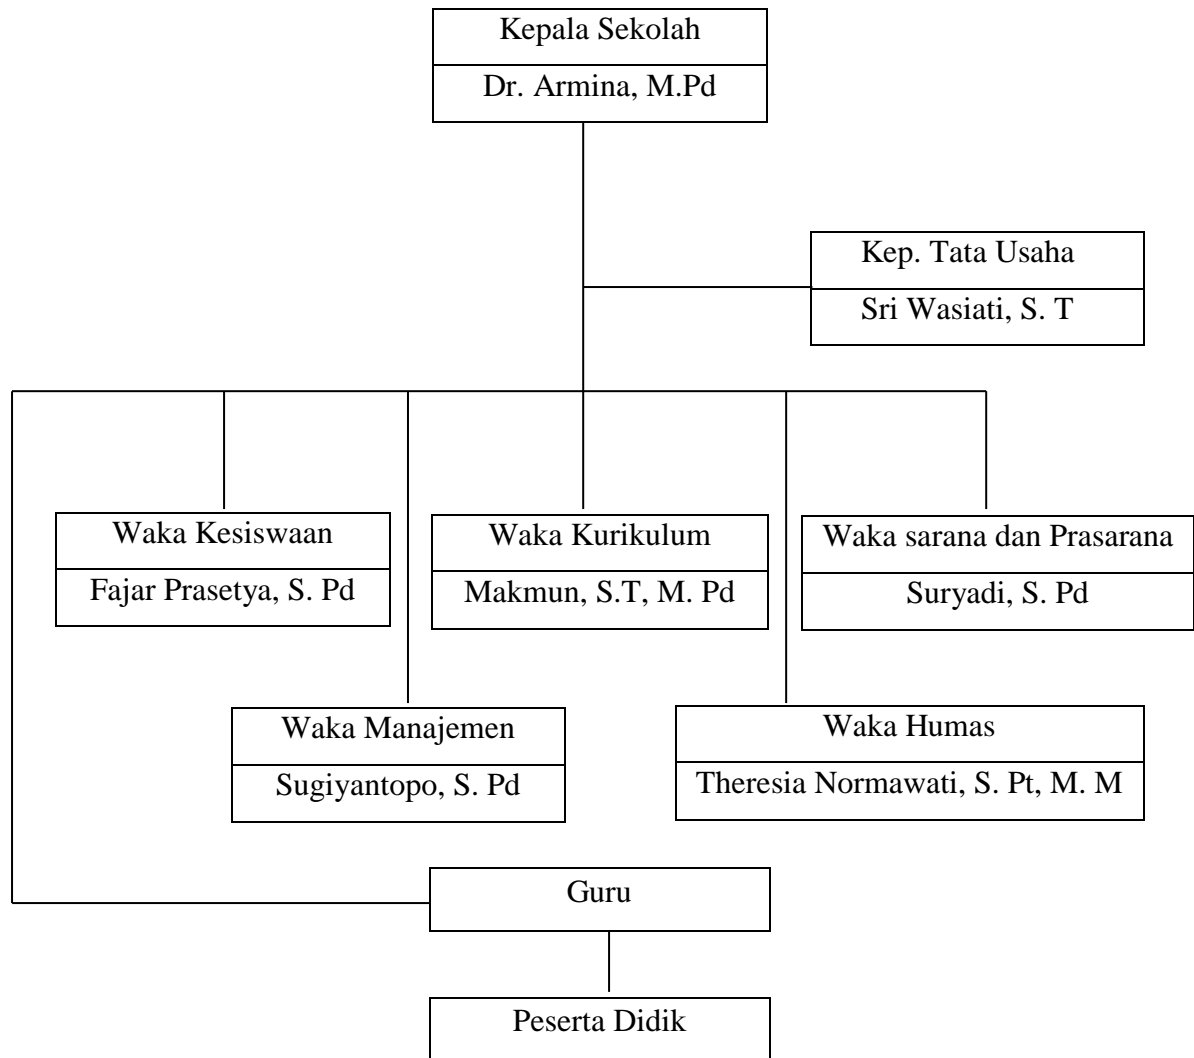 Kepala Sekolah
Dr. Armina, M.Pd
Kep. Tata Usaha
Sri Wasiati, S. T
Waka Kesiswaan
Fajar Prasetya, S. Pd
Waka Kurikulum
Makmun, S.T, M. Pd
Waka sarana dan Prasarana
Suryadi, S. Pd
Waka Manajemen
Sugiyantopo, S. Pd
Waka Humas
Theresia Normawati, S. Pt, M. M
Guru
Peserta Didik